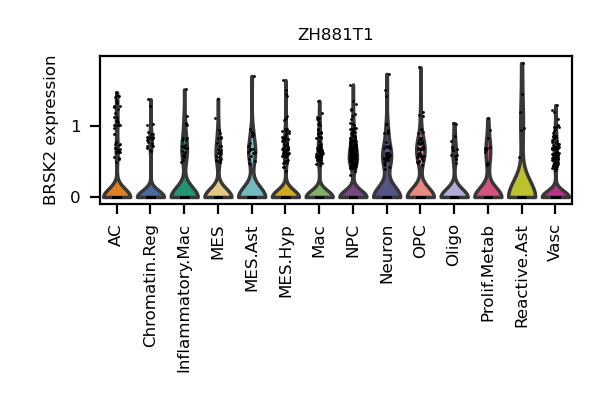 ZH881T1
BRSK2 expression
1
0
AC
Chromatin.Reg
Inflammatory.Mac
MES
MES.Ast
MES.Hyp
Mac
NPC
Neuron
OPC
Oligo
Prolif.Metab
Reactive.Ast
Vasc